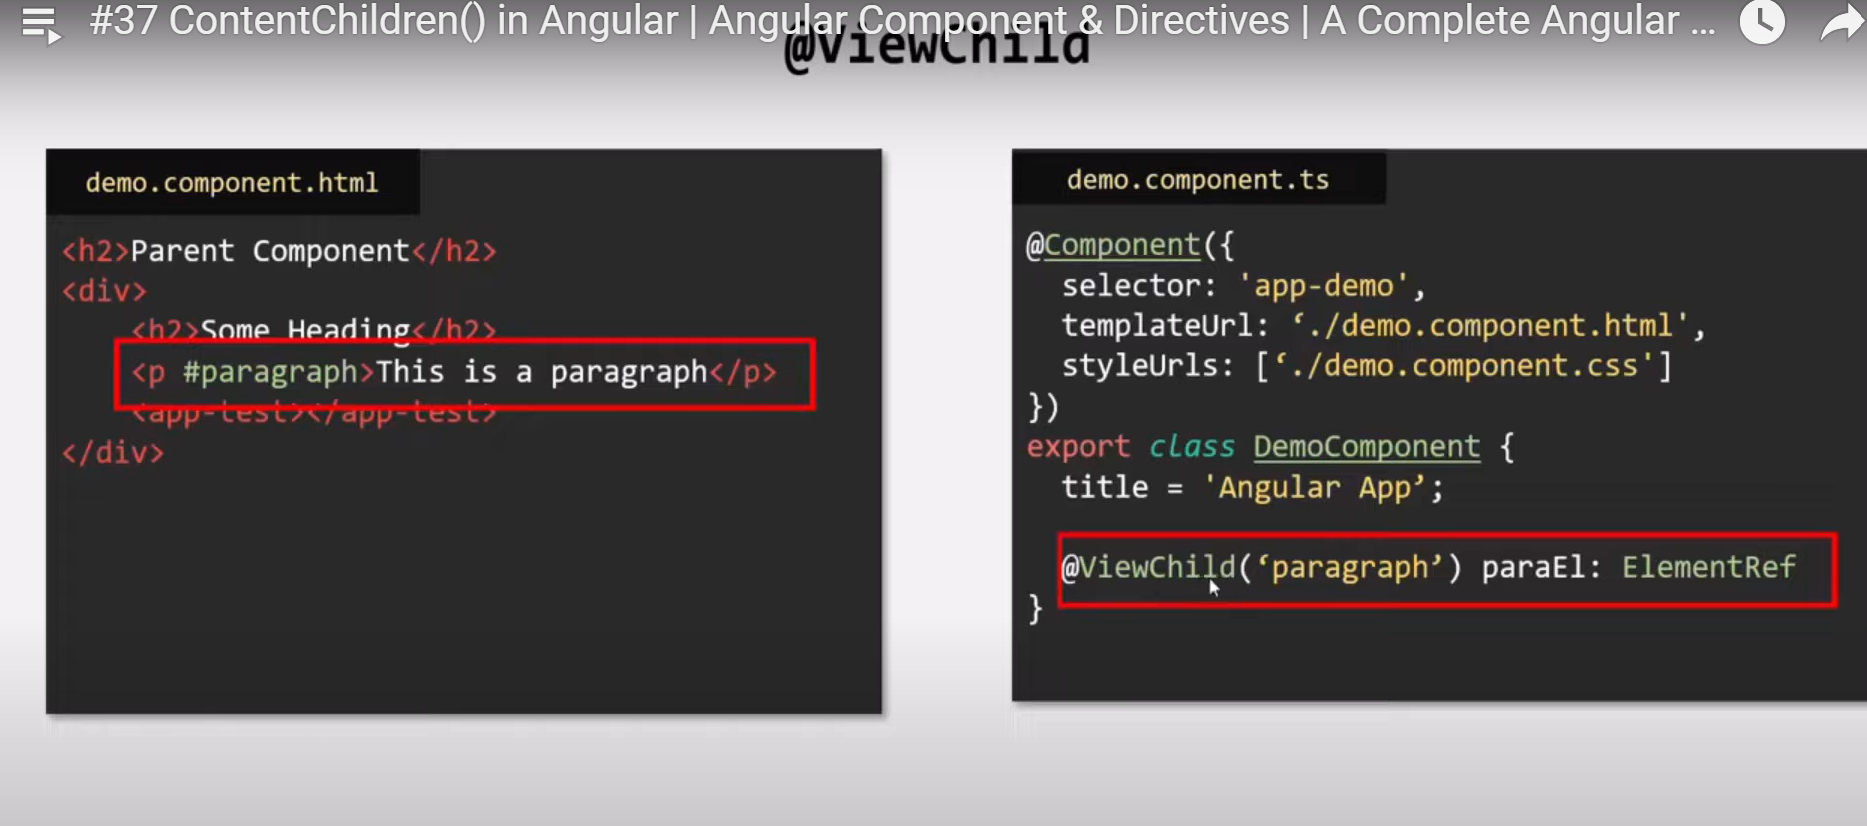 #37 ContentChildren() in Angular | Angular Component & Directives | A Complete Angular ...
@ViewChild
demo.component.html
<h2>Parent Component</h2>
<div>
<h2>Some Heading</h2>
<p #paragraph>This is a paragraph</p>
<app-test></app-test>
</div>
demo.component.ts
@Component({
selector: 'app-demo',
templateUrl: ‘./demo.component.html',
styleUrls: [‘./demo.component.css']
})
export class DemoComponent {
title = 'Angular App’;
@ViewChild(‘paragraph’) paraEl: ElementRef
}